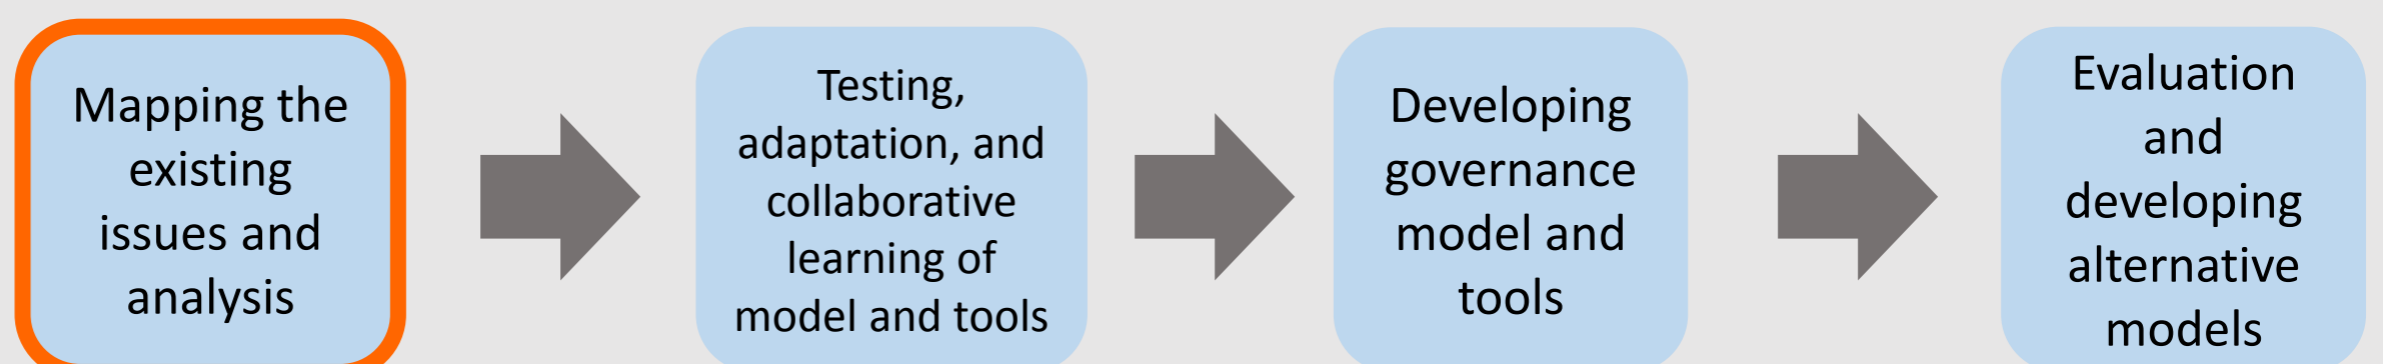 Mapping the
existing
issues and
analysis
Testing,
adaptation, and
collaborative
learning of
model and tools
Developing
governance
model and
tools
Evaluation
and
developing
alternative
models